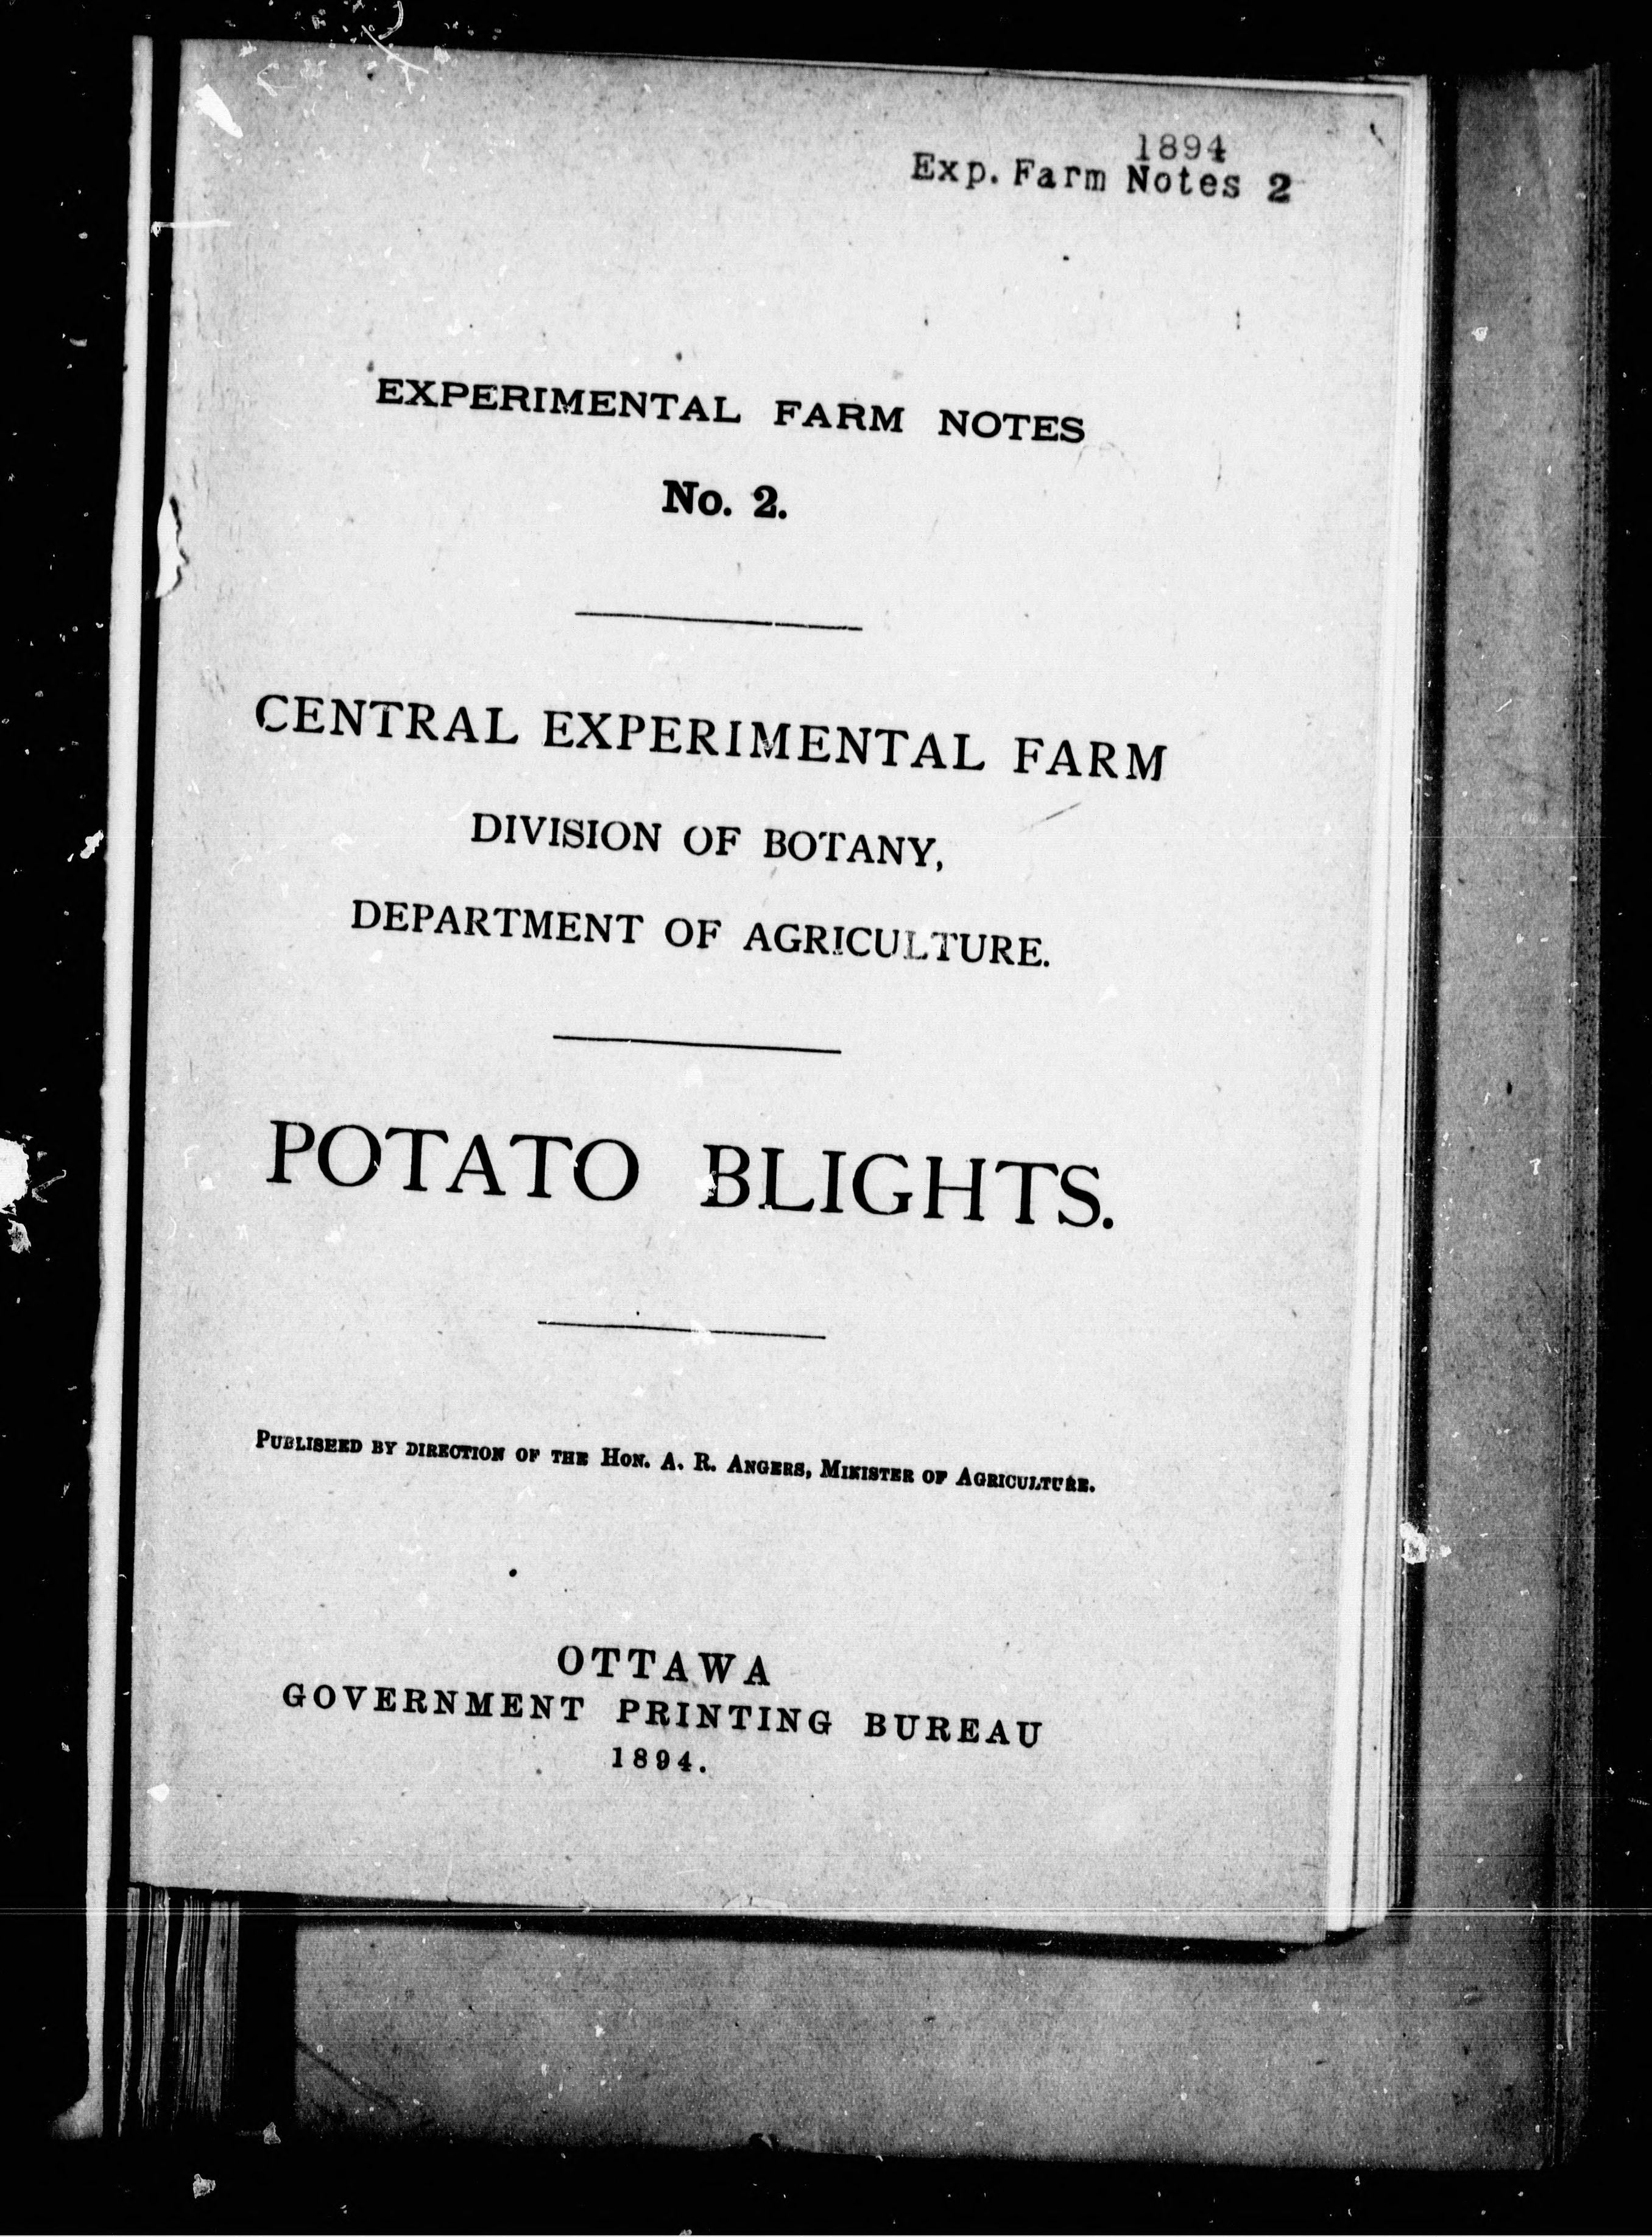 1894
Exp. Farm Notes 2
EXPERIMENTAL FARM NOTES
No. 2.
CENTRAL EXPERIMENTAL FARM
DIVISION OF BOTANY,
DEPARTMENT OF AGRICULTURE.
POTATO BLIGHTS.
PUBLISHED BY DIRECTION OF THE HON. A. R. ANGERS, MINISTER OF AGRICULTURE.
OTTAWA
GOVERNMENT PRINTING BUREAU
1894.